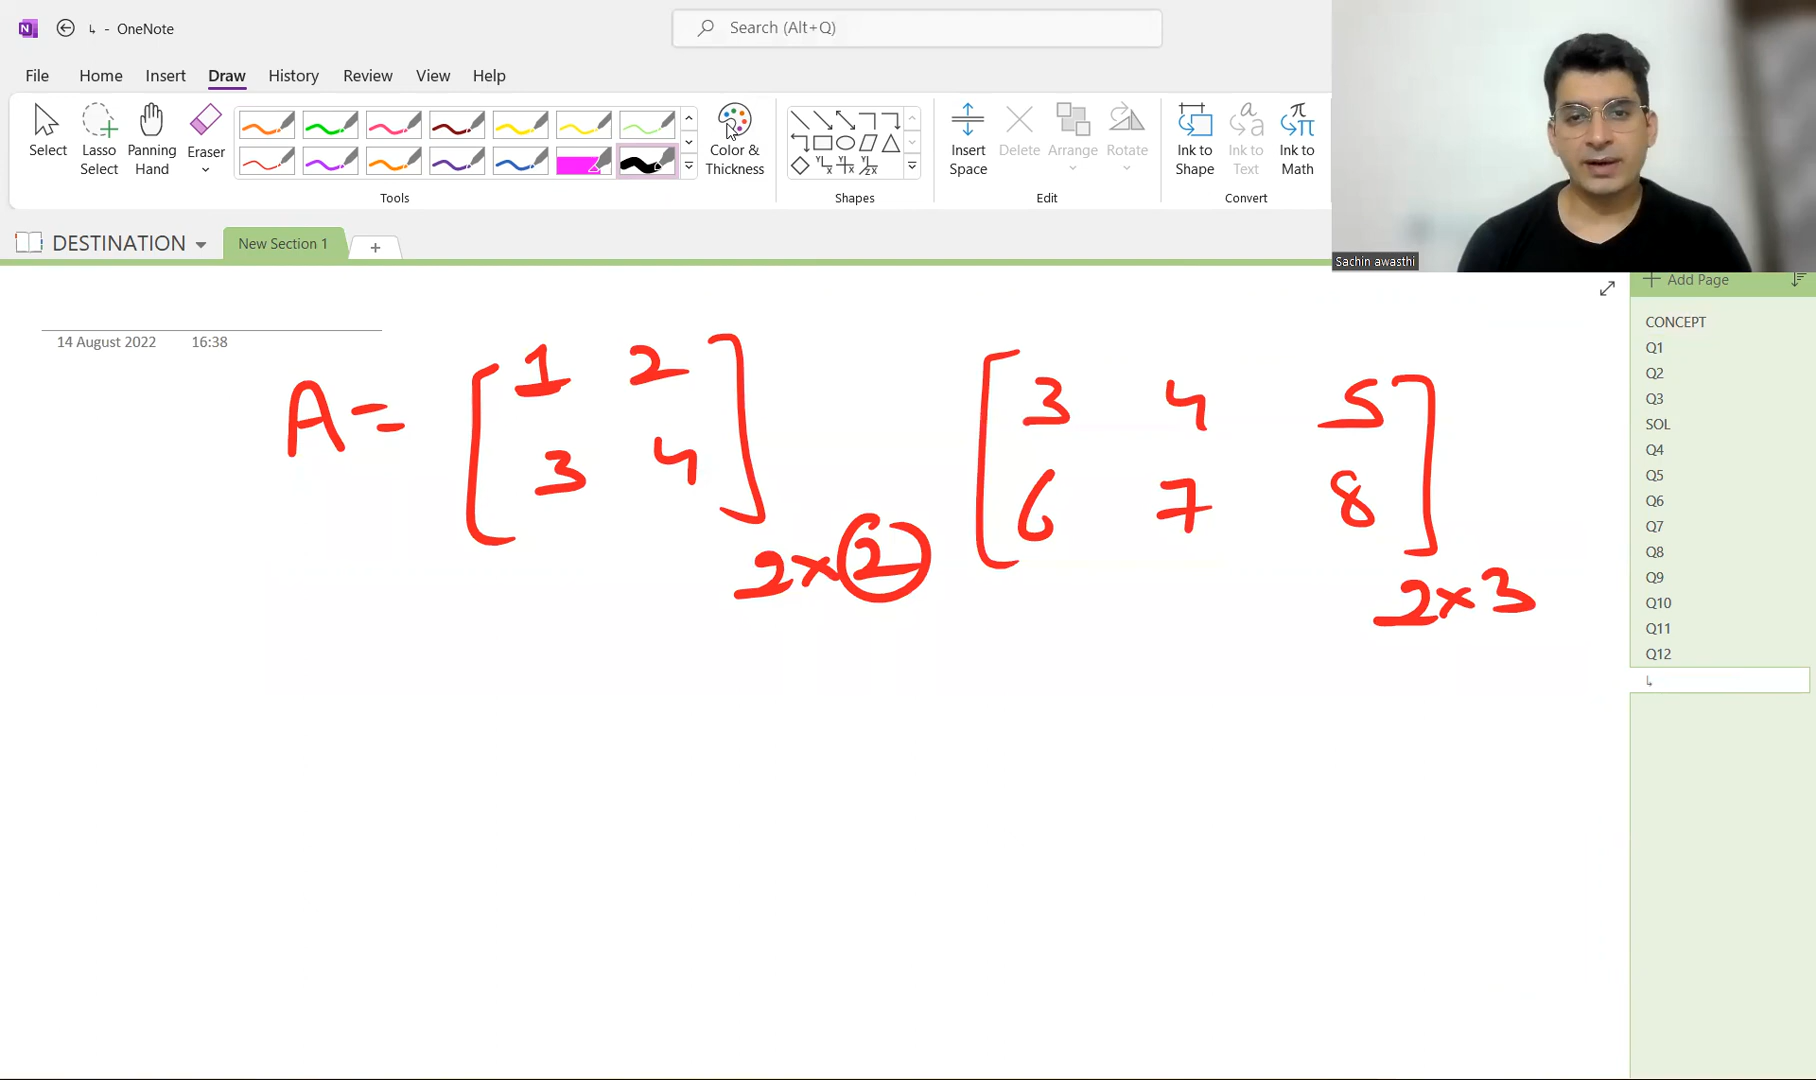 ↳ - OneNote
Search (Alt+Q)
File Home Insert Draw History Review View Help
Select
Lasso Select
Panning Hand
Eraser
Color & Thickness
Insert Space
Delete
Arrange
Rotate
Ink to Shape
Ink to Text
Ink to Math
Tools
Shapes
Edit
Convert
DESTINATION
New Section 1
Sachin awasthi
Add Page
14 August 2022 16:38
A = [1 2
3 4] 2×2
[3 4 5
6 7 8] 2×3
CONCEPT
Q1
Q2
Q3
SOL
Q4
Q5
Q6
Q7
Q8
Q9
Q10
Q11
Q12
↳